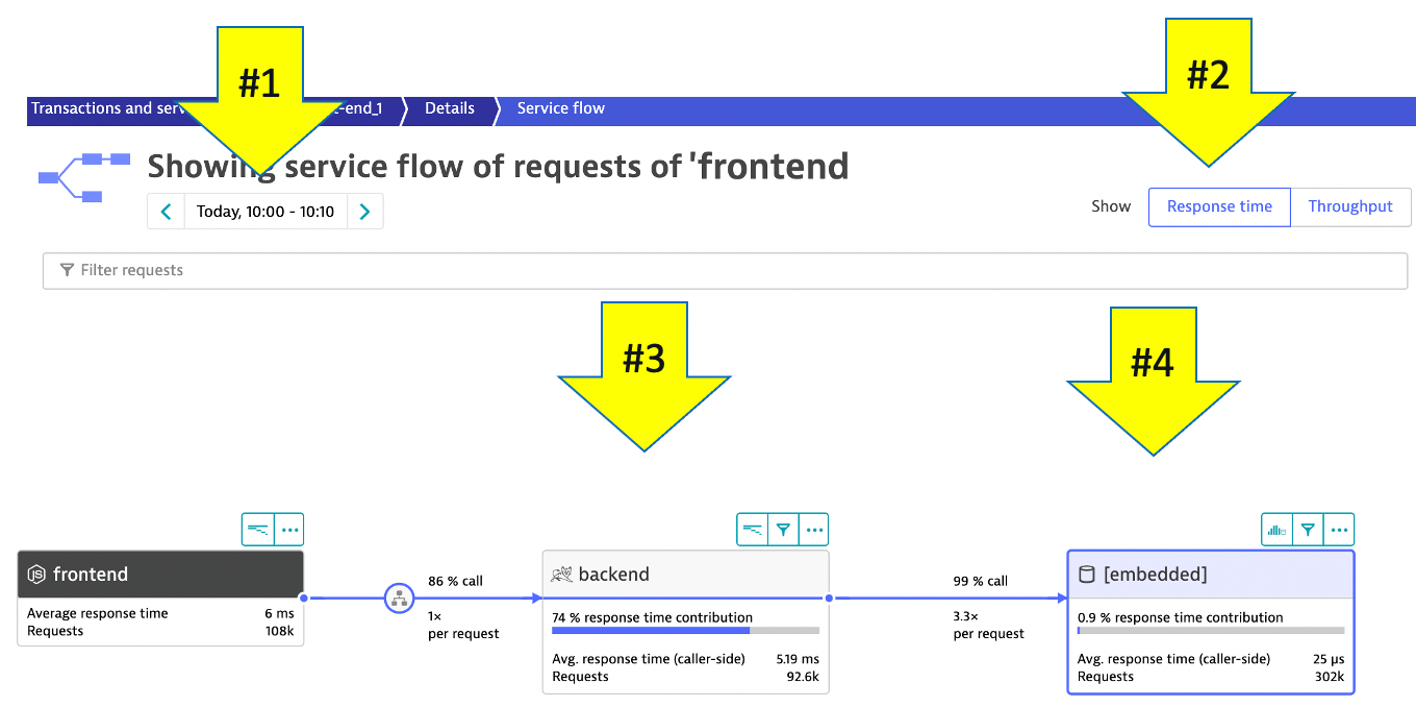 #1
#2
Transactions and
-end_1
Details
Service flow
Showing service flow of requests of 'frontend
Today, 10:00 - 10:10
Show
Response time
Throughput
Filter requests
#3
#4
frontend
Average response time 6 ms
Requests 108k
86 % call
1×
per request
backend
74 % response time contribution
Avg. response time (caller-side) 5.19 ms
Requests 92.6k
99 % call
3.3×
per request
[embedded]
0.9 % response time contribution
Avg. response time (caller-side) 25 µs
Requests 302k